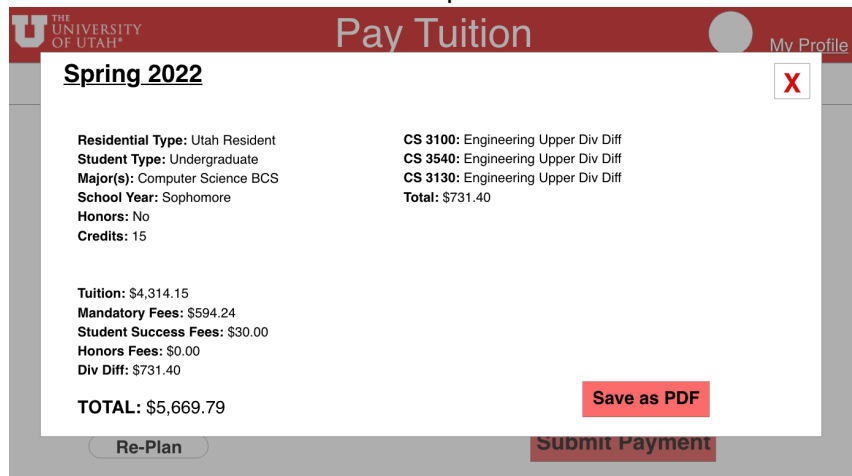 THE
UNIVERSITY
OF UTAH®
Pay Tuition
My Profile
Spring 2022
X
Residential Type: Utah Resident
Student Type: Undergraduate
Major(s): Computer Science BCS
School Year: Sophomore
Honors: No
Credits: 15
CS 3100: Engineering Upper Div Diff
CS 3540: Engineering Upper Div Diff
CS 3130: Engineering Upper Div Diff
Total: $731.40
Tuition: $4,314.15
Mandatory Fees: $594.24
Student Success Fees: $30.00
Honors Fees: $0.00
Div Diff: $731.40
TOTAL: $5,669.79
Save as PDF
Re-Plan
Submit Payment